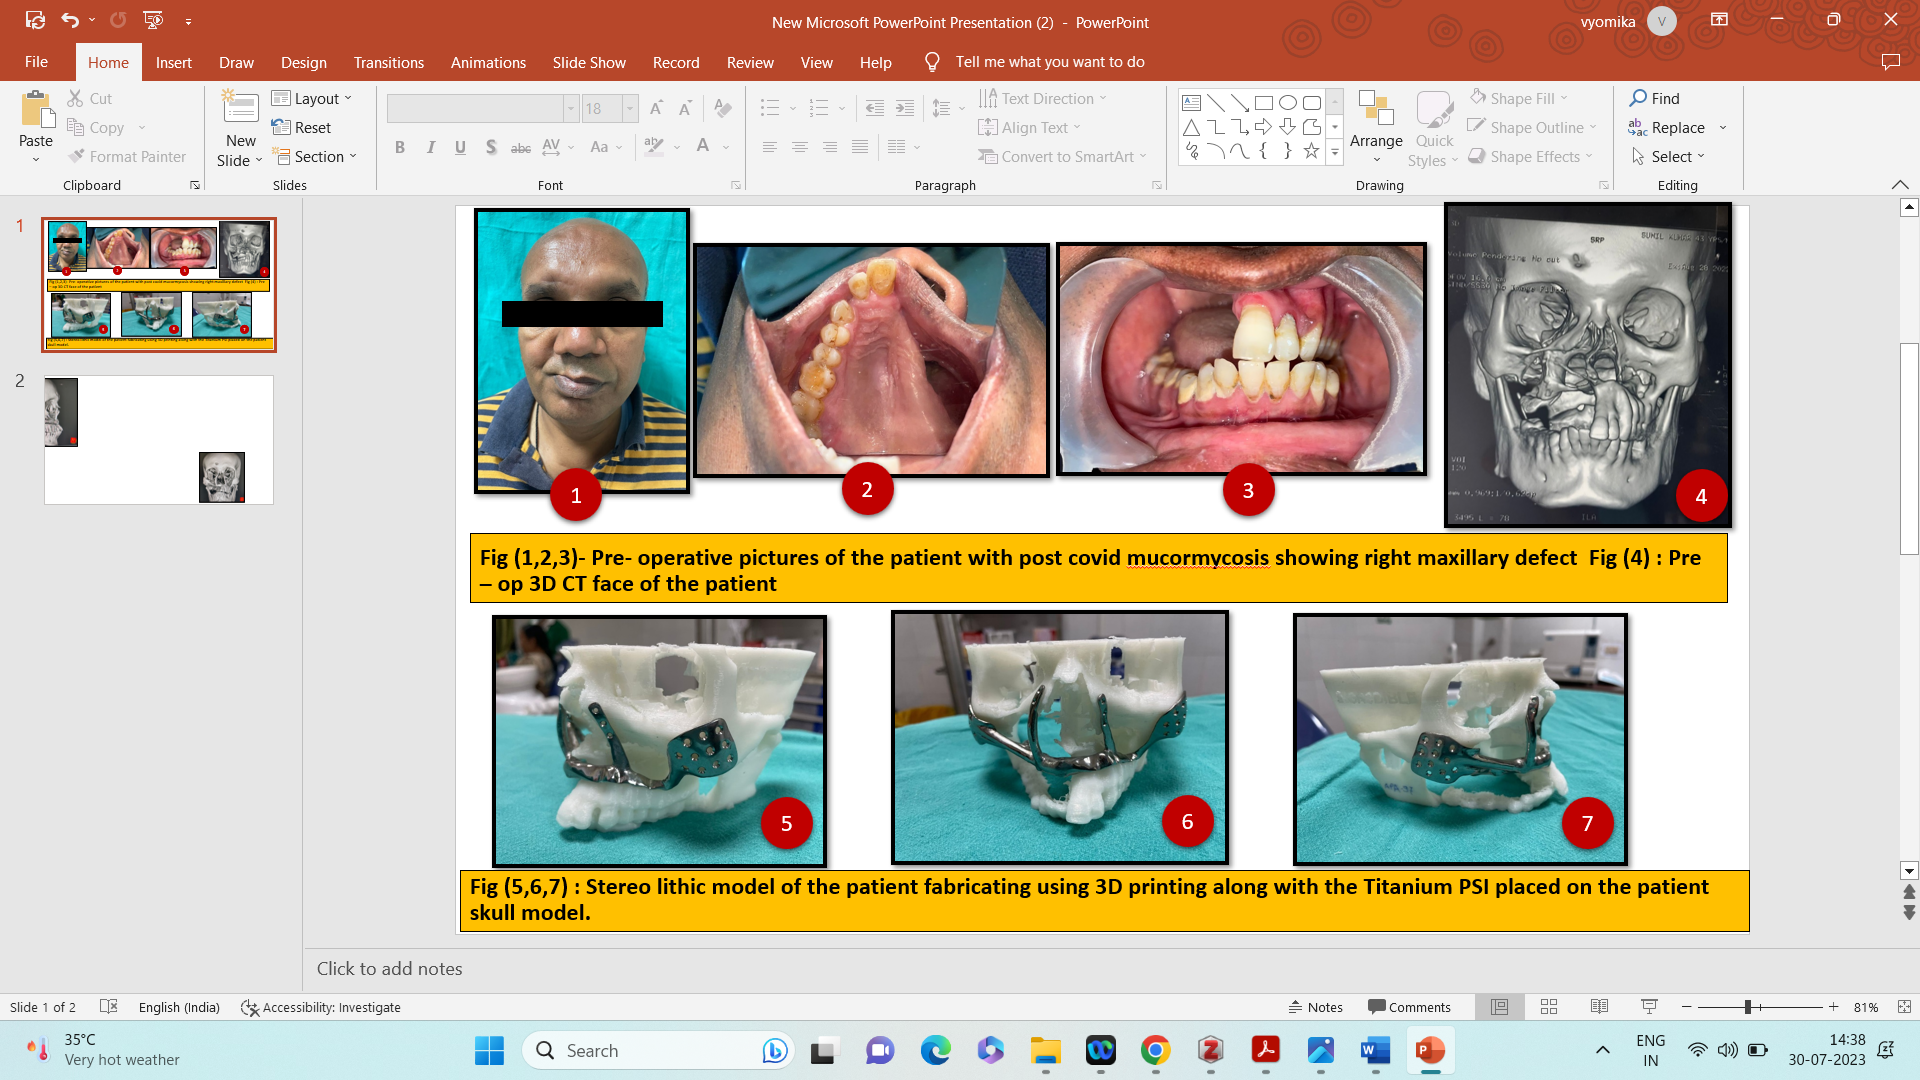 New Microsoft PowerPoint Presentation (2) - PowerPoint
vyomika
V
File
Home
Insert
Draw
Design
Transitions
Animations
Slide Show
Record
Review
View
Help
Tell me what you want to do
Paste
Cut
Copy
Format Painter
Clipboard
New
Slide
Layout
Reset
Section
Slides
18
Font
Text Direction
Align Text
Convert to SmartArt
Paragraph
Arrange
Quick
Styles
Shape Fill
Shape Outline
Shape Effects
Drawing
Find
Replace
Select
Editing
1
2
SRP
1
2
3
4
Fig (1,2,3)- Pre- operative pictures of the patient with post covid mucormycosis showing right maxillary defect  Fig (4) : Pre
– op 3D CT face of the patient
5
6
7
Fig (5,6,7) : Stereo lithic model of the patient fabricating using 3D printing along with the Titanium PSI placed on the patient
skull model.
Click to add notes
Slide 1 of 2
English (India)
Accessibility: Investigate
Notes
Comments
81%
35°C
Very hot weather
Search
ENG
IN
14:38
30-07-2023